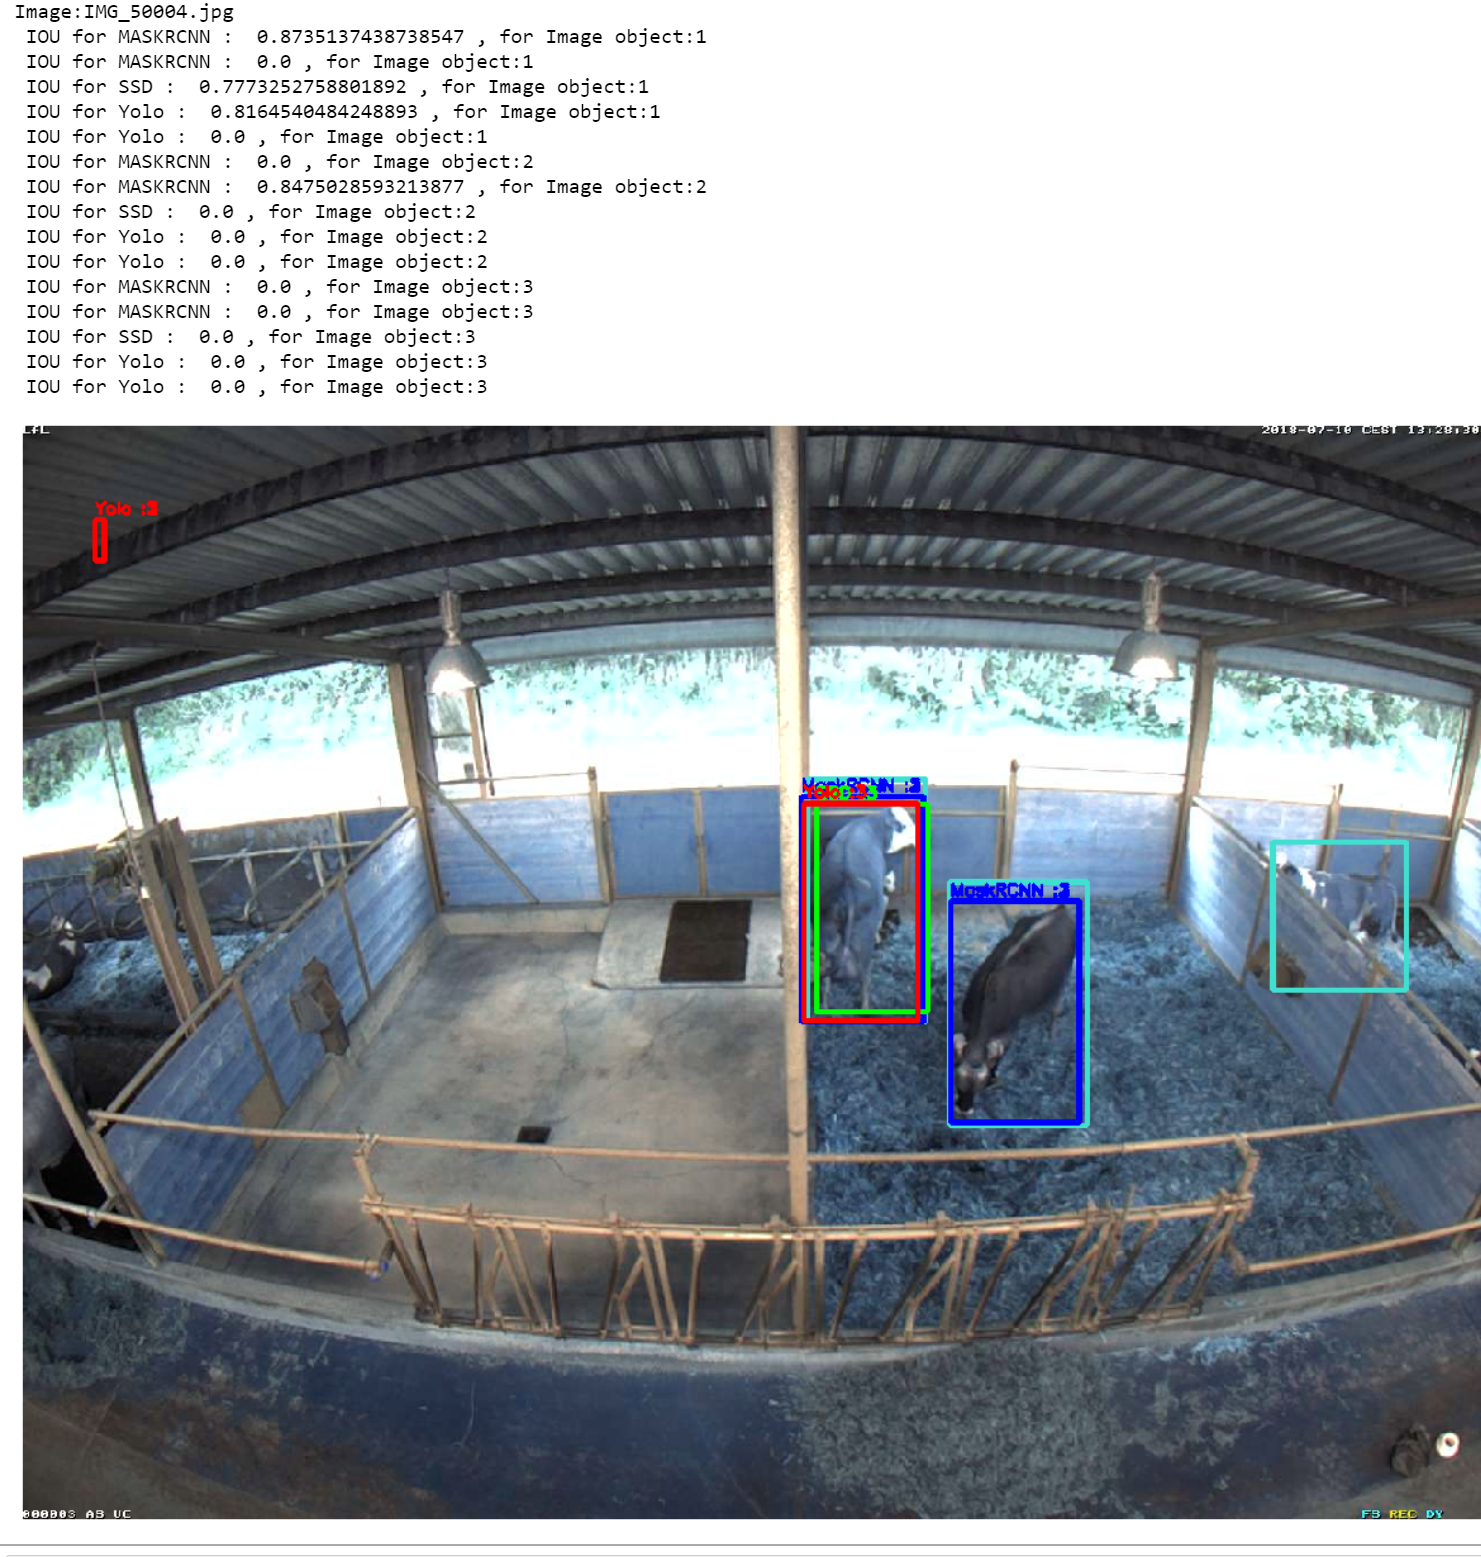 Image:IMG_50004.jpg
IOU for MASKRCNN :  0.8735137438738547 , for Image object:1
IOU for MASKRCNN :  0.0 , for Image object:1
IOU for SSD :  0.7773252758801892 , for Image object:1
IOU for Yolo :  0.8164540484248893 , for Image object:1
IOU for Yolo :  0.0 , for Image object:1
IOU for MASKRCNN :  0.0 , for Image object:2
IOU for MASKRCNN :  0.8475028593213877 , for Image object:2
IOU for SSD :  0.0 , for Image object:2
IOU for Yolo :  0.0 , for Image object:2
IOU for Yolo :  0.0 , for Image object:2
IOU for MASKRCNN :  0.0 , for Image object:3
IOU for MASKRCNN :  0.0 , for Image object:3
IOU for SSD :  0.0 , for Image object:3
IOU for Yolo :  0.0 , for Image object:3
IOU for Yolo :  0.0 , for Image object:3
CEST
Yolo :
MaskRCNN :
Yolo
MaskRCNN :
AB UC
FB REC DY